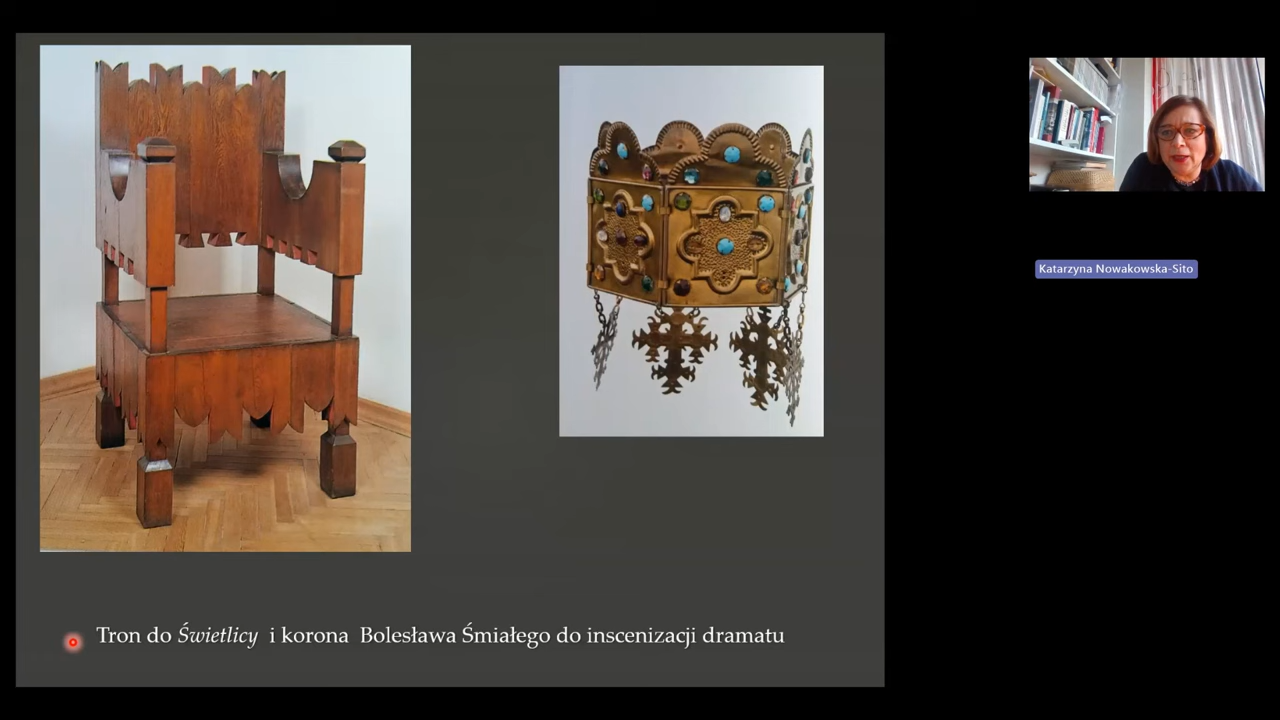 Katarzyna Nowakowska-Sito
Tron do Świetlicy i korona Bolesława Śmiałego do inscenizacji dramatu